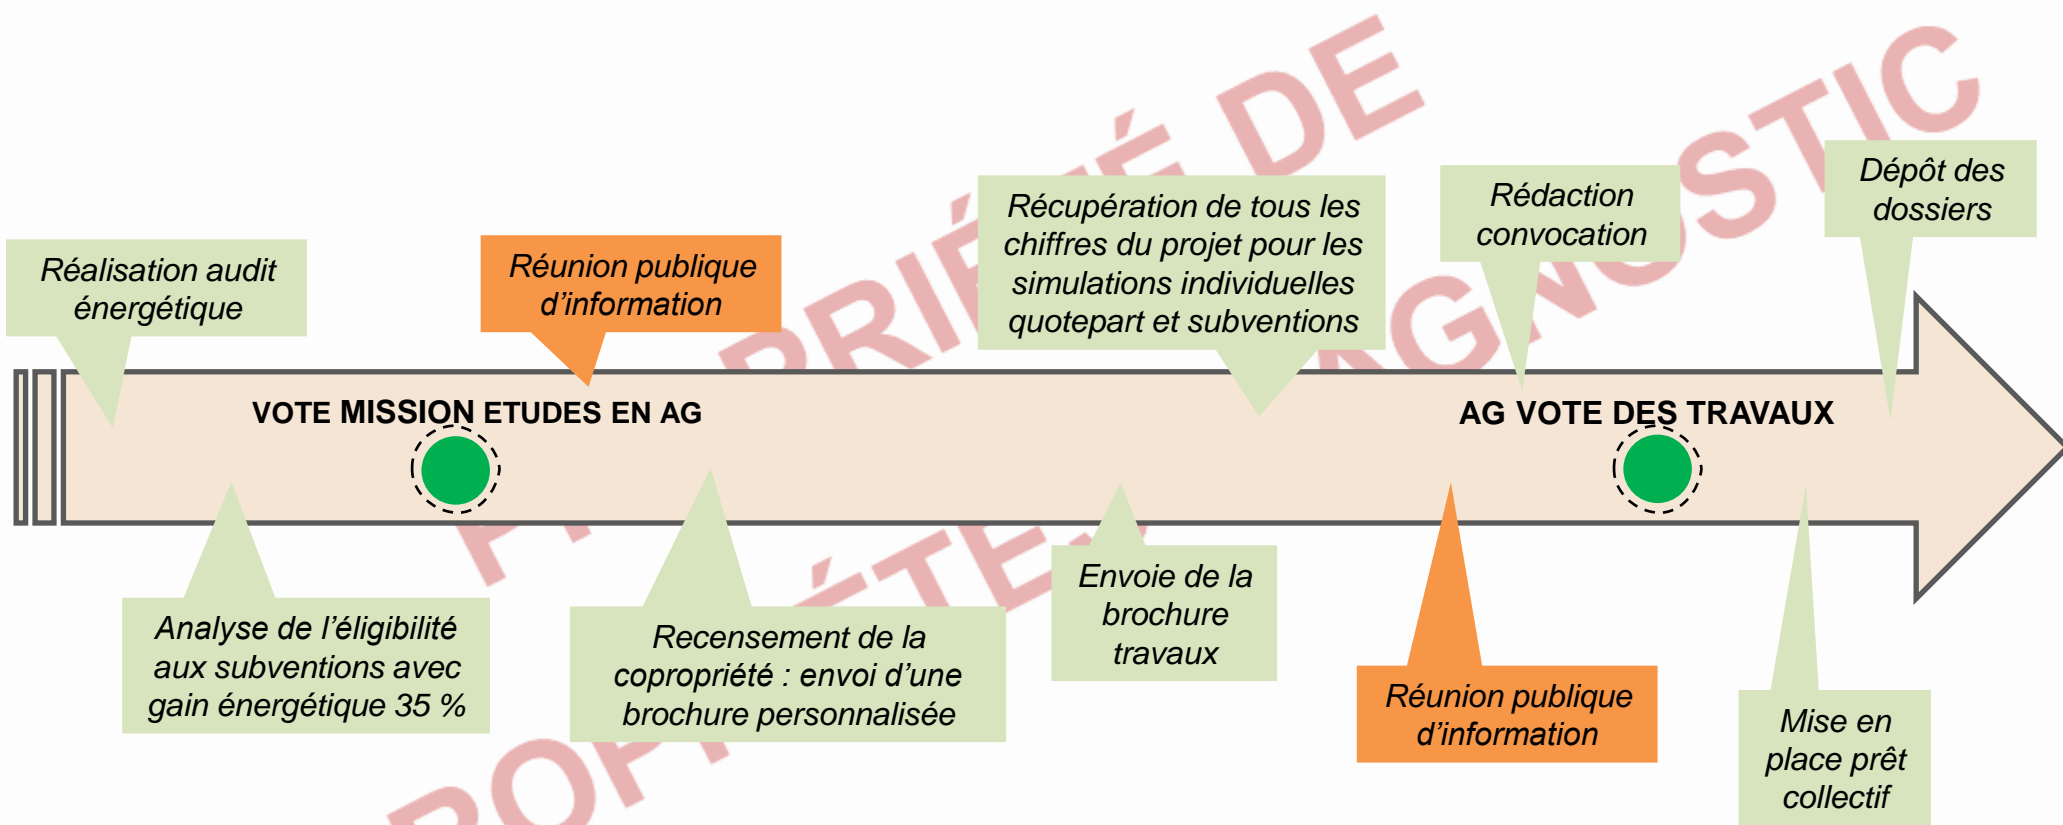 Réalisation audit
énergétique
Réunion publique
d’information
Récupération de tous les
chiffres du projet pour les
simulations individuelles
quotepart et subventions
Rédaction
convocation
Dépôt des
dossiers
VOTE MISSION ETUDES EN AG
AG VOTE DES TRAVAUX
Analyse de l’éligibilité
aux subventions avec
gain énergétique 35 %
Recensement de la
copropriété : envoi d’une
brochure personnalisée
Envoie de la
brochure
travaux
Réunion publique
d’information
Mise en
place prêt
collectif
DE